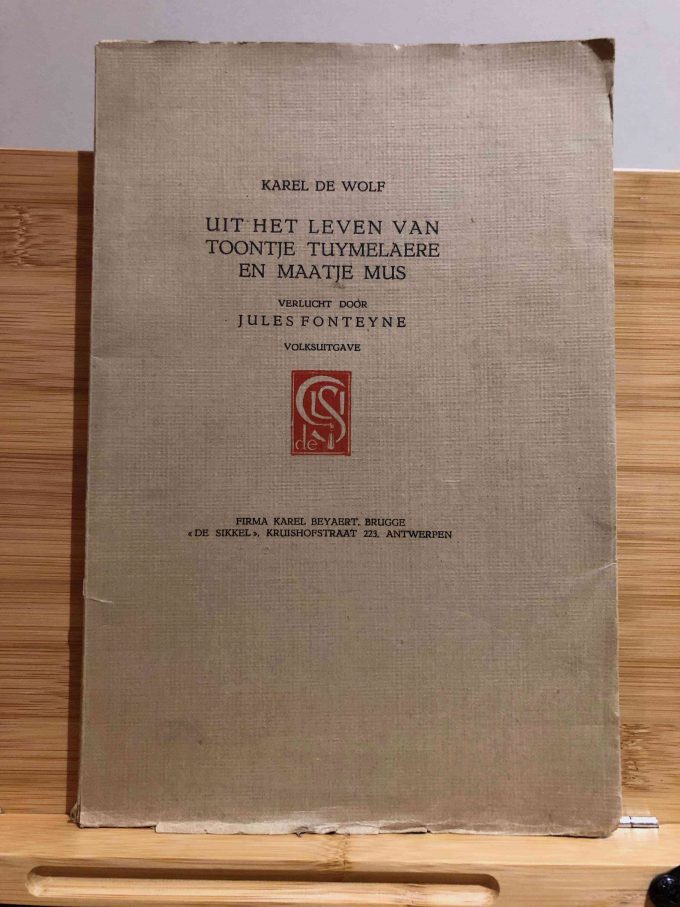 KAREL DE WOLF
UIT HET LEVEN VAN
TOONTJE TUYMELAERE
EN MAATJE MUS
VERLUCHT DOOR
JULES FONTEYNE
VOLKSUITGAVE
de
FIRMA KAREL BEYAERT, BRUGGE
«DE SIKKEL», KRUISHOFSTRAAT 223, ANTWERPEN